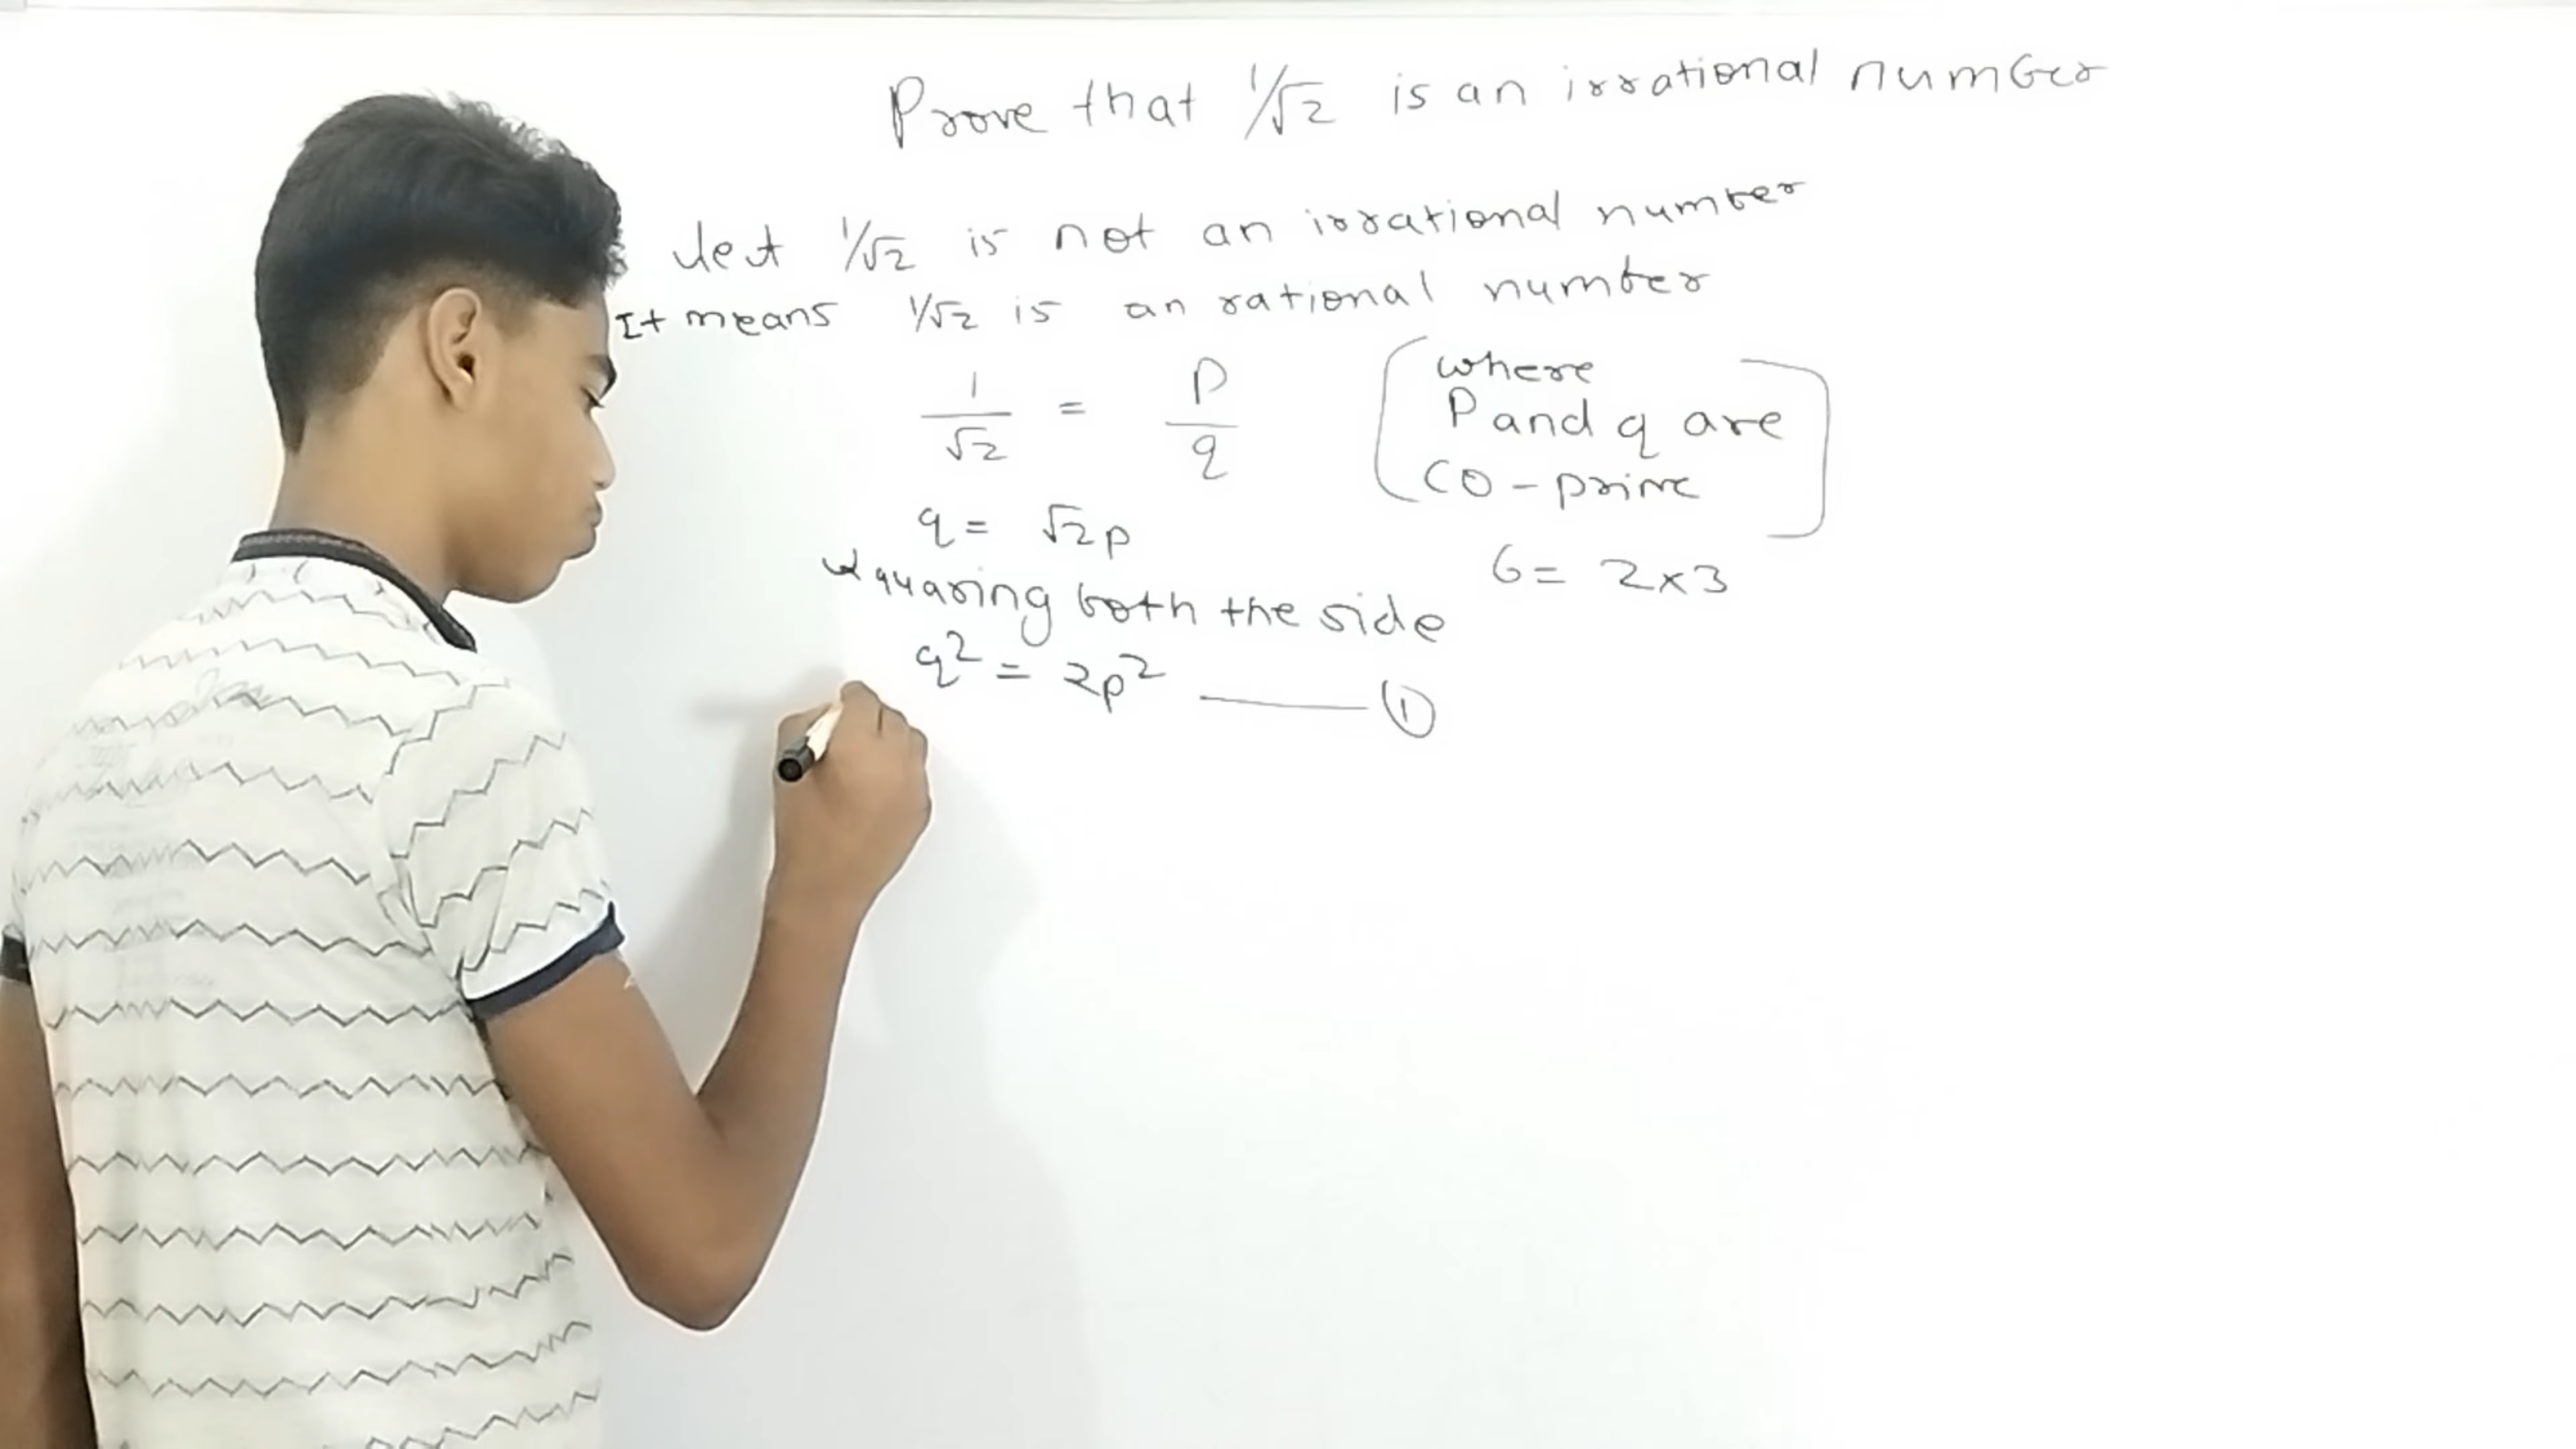 Prove that 1/√2 is an irrational number
Let 1/√2 is not an irrational number
It means 1/√2 is an rational number
1/√2 = P/q
where
P and q are
co-prime
q = √2p
6 = 2×3
Squaring both the side
q² = 2p² —— ①